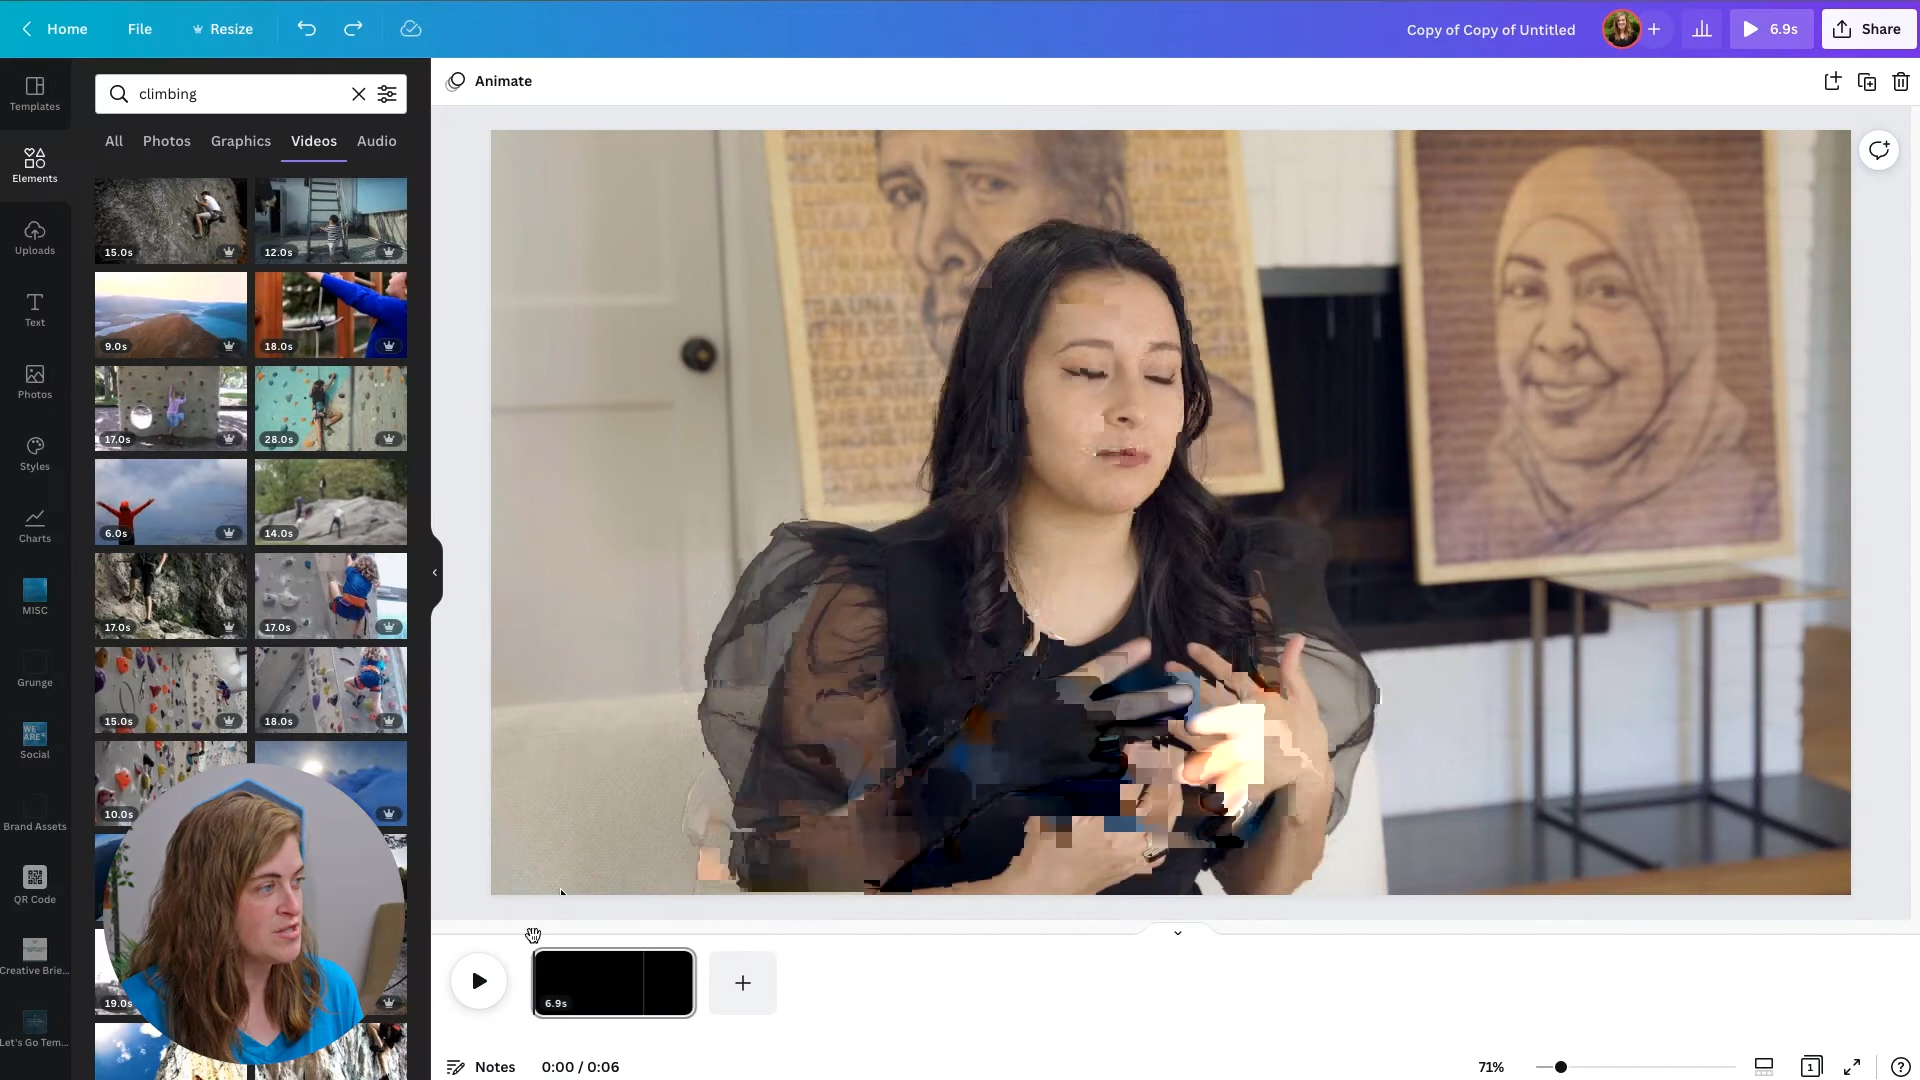 Home
File
Resize
Copy of Copy of Untitled
6.9s
Share
Templates
Elements
Uploads
Text
Photos
Styles
Charts
MISC
Grunge
WE ARE
Social
Brand Assets
QR Code
Creative Brie...
Let's Go Tem...
climbing
All
Photos
Graphics
Videos
Audio
15.0s
12.0s
9.0s
18.0s
17.0s
28.0s
6.0s
14.0s
17.0s
17.0s
15.0s
18.0s
10.0s
19.0s
Animate
6.9s
Notes
0:00 / 0:06
71%
1